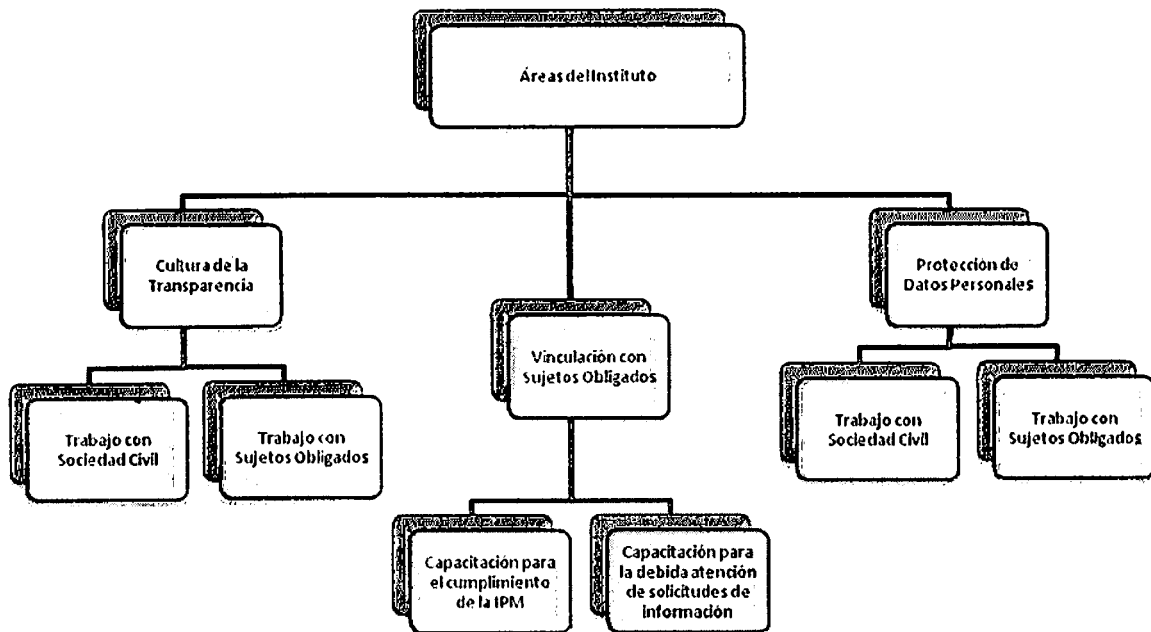 Áreas del Instituto
Cultura de la
Transparencia
Protección de
Datos Personales
Vinculación con
Sujetos Obligados
Trabajo con
Sociedad Civil
Trabajo con
Sujetos Obligados
Trabajo con
Sociedad Civil
Trabajo con
Sujetos Obligados
Capacitación para
el cumplimiento
de la IPM
Capacitación para
la debida atención
de solicitudes de
información